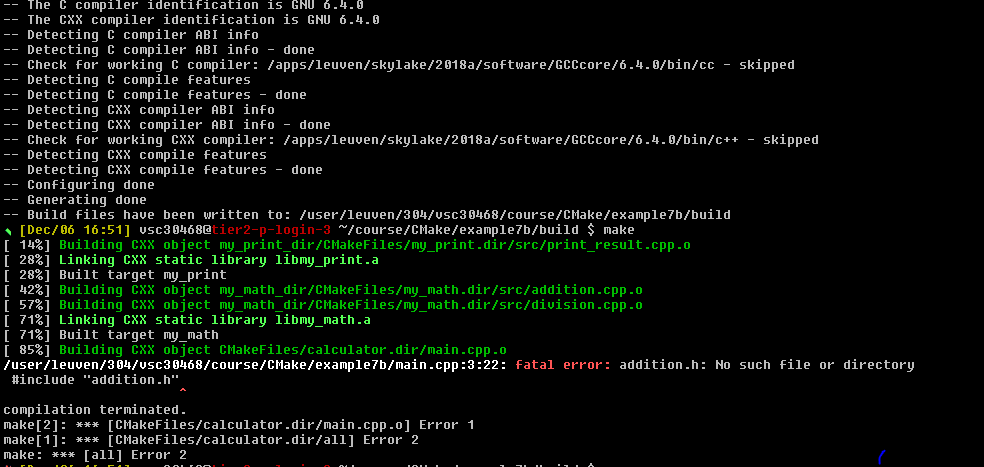 -- The C compiler identification is GNU 6.4.0
-- The CXX compiler identification is GNU 6.4.0
-- Detecting C compiler ABI info
-- Detecting C compiler ABI info - done
-- Check for working C compiler: /apps/leuven/skylake/2018a/software/GCCcore/6.4.0/bin/cc - skipped
-- Detecting C compile features
-- Detecting C compile features - done
-- Detecting CXX compiler ABI info
-- Detecting CXX compiler ABI info - done
-- Check for working CXX compiler: /apps/leuven/skylake/2018a/software/GCCcore/6.4.0/bin/c++ - skipped
-- Detecting CXX compile features
-- Detecting CXX compile features - done
-- Configuring done
-- Generating done
-- Build files have been written to: /user/leuven/304/vsc30468/course/CMake/example7b/build
[Dec/06 16:51] vsc30468@tier2-p-login-3 ~/course/CMake/example7b/build $ make
[ 14%] Building CXX object my_print_dir/CMakeFiles/my_print.dir/src/print_result.cpp.o
[ 28%] Linking CXX static library libmy_print.a
[ 28%] Built target my_print
[ 42%] Building CXX object my_math_dir/CMakeFiles/my_math.dir/src/addition.cpp.o
[ 57%] Building CXX object my_math_dir/CMakeFiles/my_math.dir/src/division.cpp.o
[ 71%] Linking CXX static library libmy_math.a
[ 71%] Built target my_math
[ 85%] Building CXX object CMakeFiles/calculator.dir/main.cpp.o
/user/leuven/304/vsc30468/course/CMake/example7b/main.cpp:3:22: fatal error: addition.h: No such file or directory
#include "addition.h"
^
compilation terminated.
make[2]: *** [CMakeFiles/calculator.dir/main.cpp.o] Error 1
make[1]: *** [CMakeFiles/calculator.dir/all] Error 2
make: *** [all] Error 2